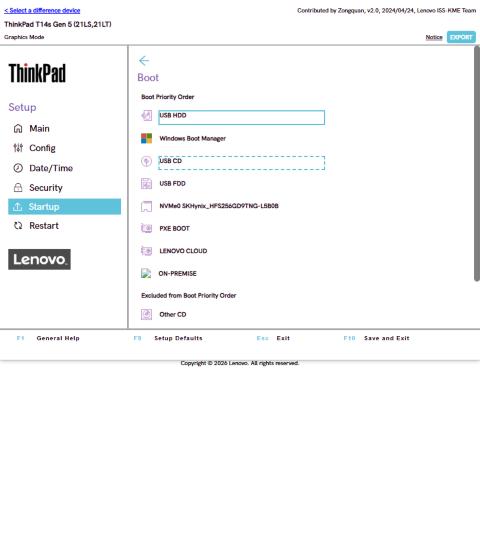 < Select a difference device
Contributed by Zongquan, v2.0, 2024/04/24, Lenovo ISS-KME Team
ThinkPad T14s Gen 5 (21LS,21LT)
Graphics Mode
Notice
EXPORT
ThinkPad
Setup
Main
Config
Date/Time
Security
Startup
Restart
Lenovo
Boot
Boot Priority Order
USB HDD
Windows Boot Manager
USB CD
USB FDD
NVMe0 SKHynix_HFS256GD9TNG-L5B0B
PXE BOOT
LENOVO CLOUD
ON-PREMISE
Excluded from Boot Priority Order
Other CD
F1 General Help
F9 Setup Defaults
Esc Exit
F10 Save and Exit
Copyright © 2026 Lenovo. All rights reserved.